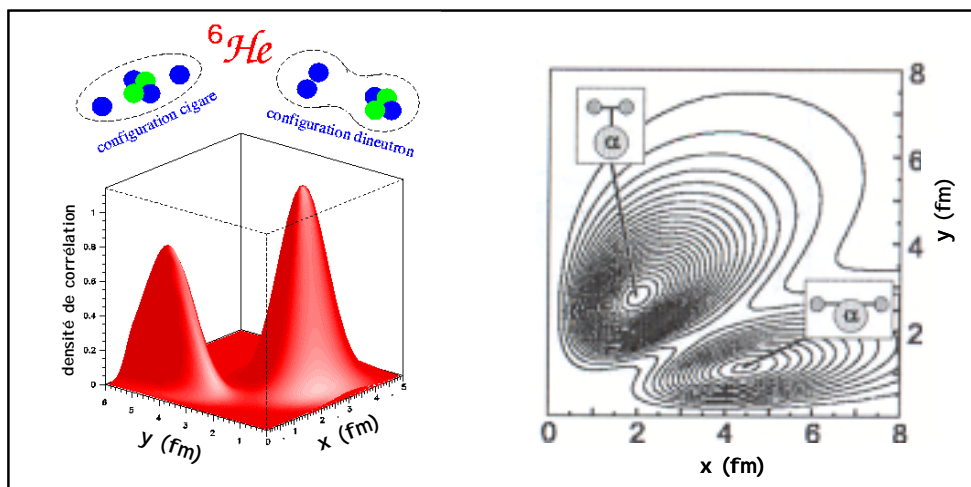 ⁶He
configuration cigare
configuration dineutron
densité de corrélation
1
0.8
0.6
0.4
0.2
0
6
5
4
3
2
1
0
y (fm)
0
1
2
3
4
5
x (fm)
α
α
8
6
4
2
y (fm)
0
2
4
6
8
x (fm)